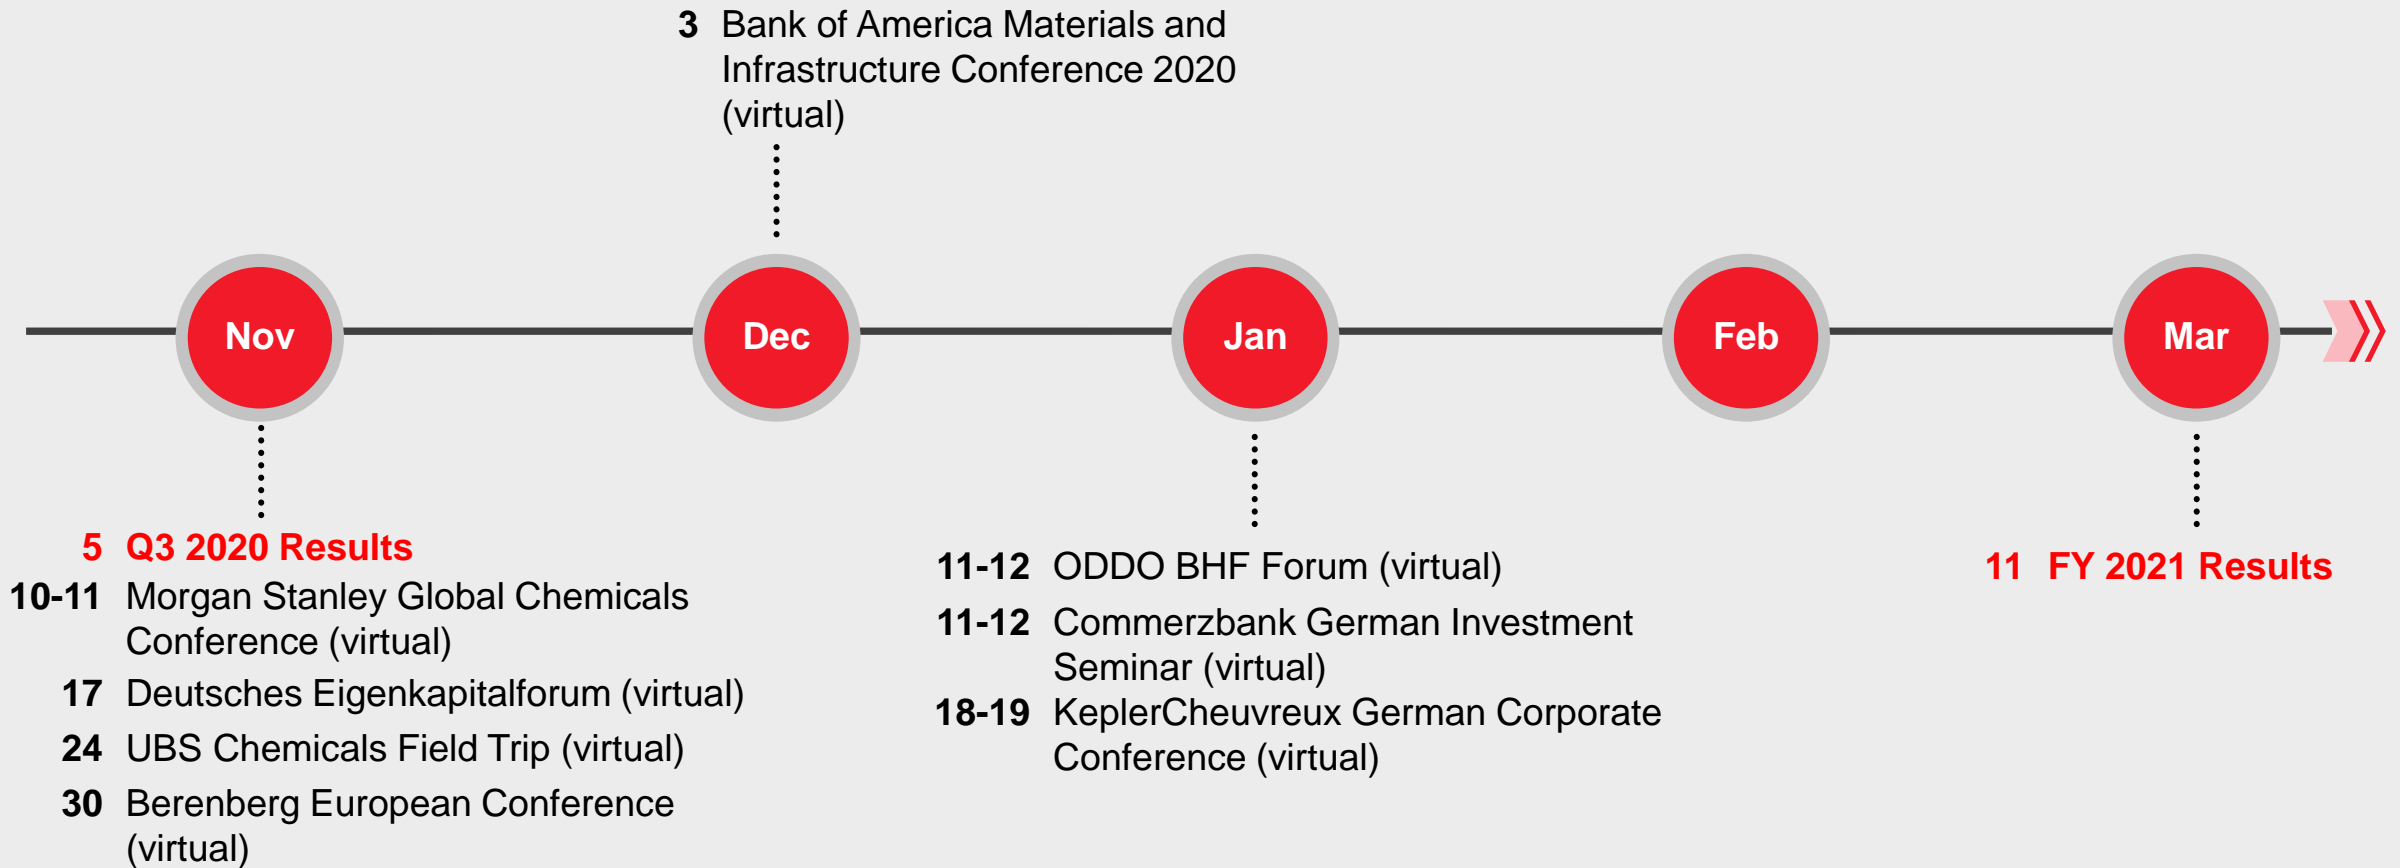 3 Bank of America Materials and
Infrastructure Conference 2020
(virtual)
Nov
Dec
Jan
Feb
Mar
5 Q3 2020 Results
10-11 Morgan Stanley Global Chemicals
Conference (virtual)
17 Deutsches Eigenkapitalforum (virtual)
24 UBS Chemicals Field Trip (virtual)
30 Berenberg European Conference
(virtual)
11-12 ODDO BHF Forum (virtual)
11-12 Commerzbank German Investment
Seminar (virtual)
18-19 KeplerCheuvreux German Corporate
Conference (virtual)
11 FY 2021 Results